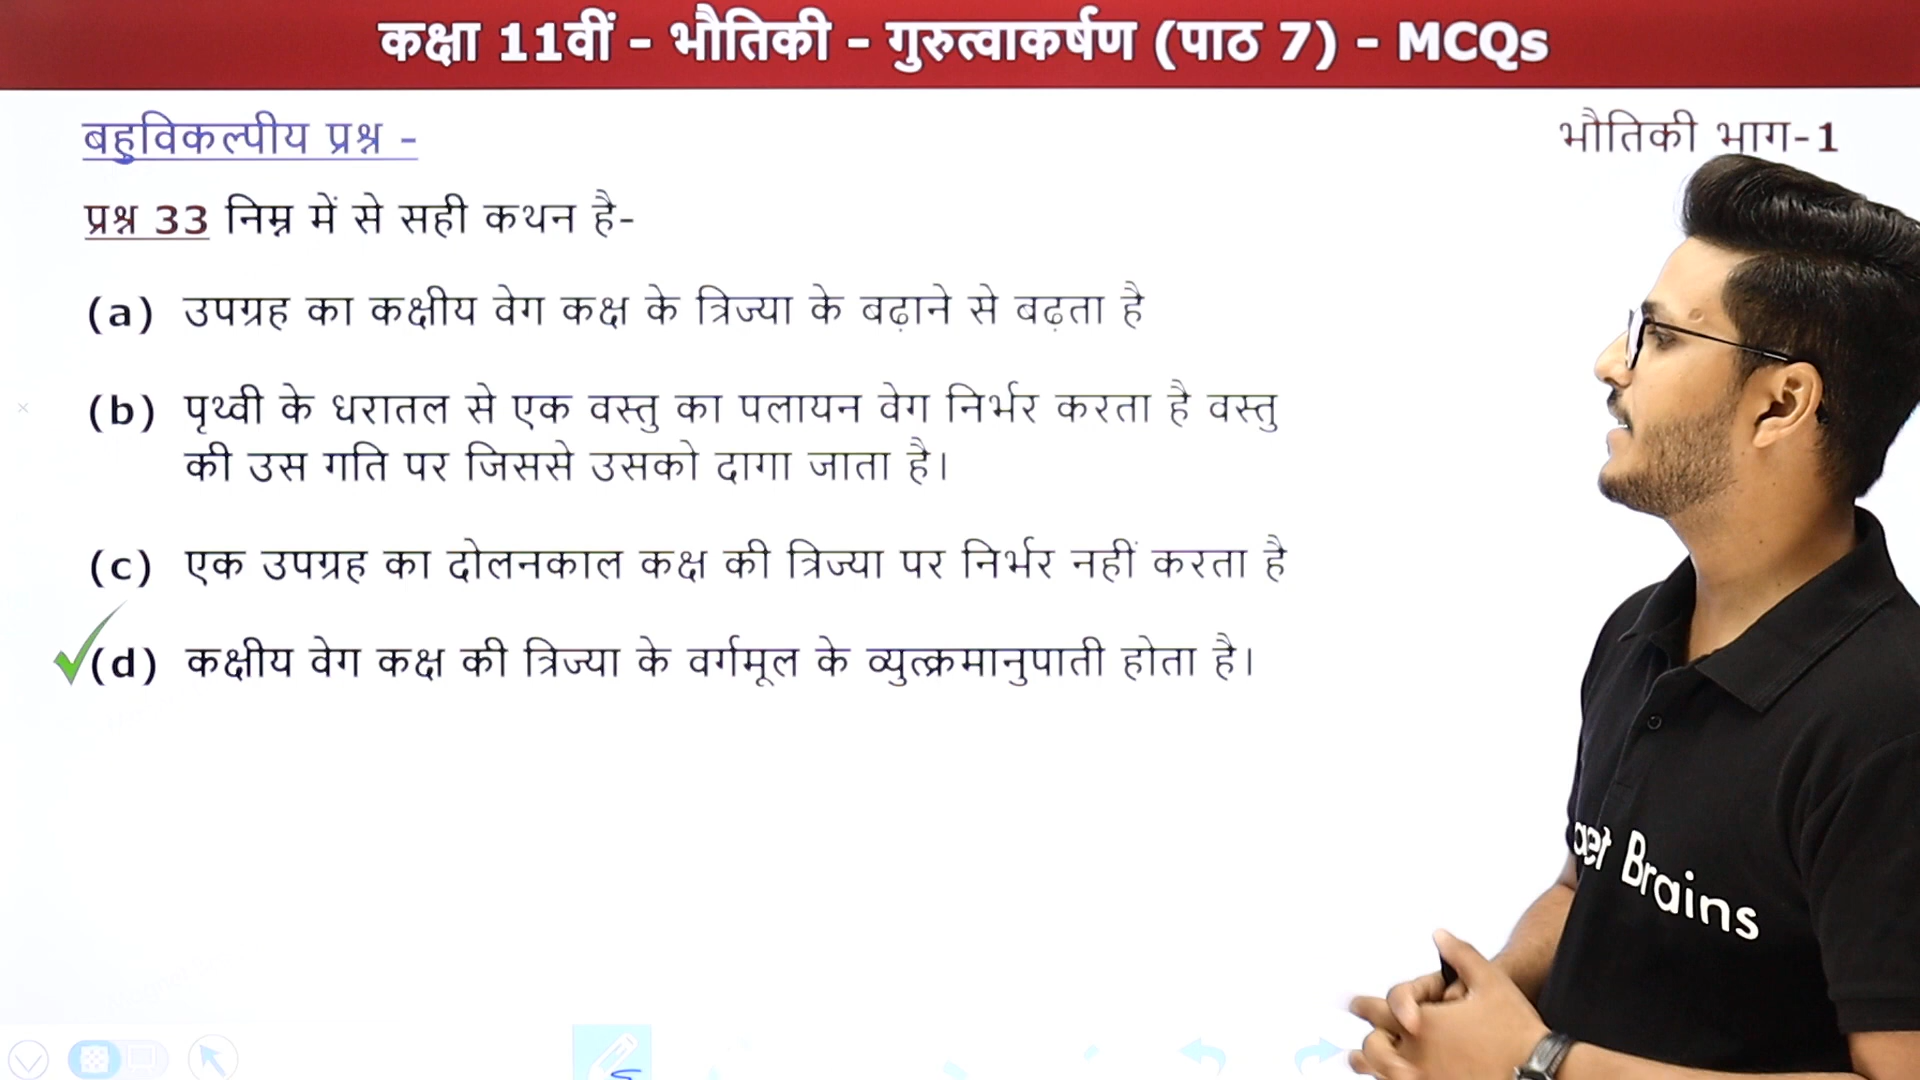 कक्षा 11वीं - भौतिकी - गुरुत्वाकर्षण (पाठ 7) - MCQs
बहुविकल्पीय प्रश्न -
भौतिकी भाग-1
प्रश्न 33 निम्न में से सही कथन है-
(a) उपग्रह का कक्षीय वेग कक्ष के त्रिज्या के बढ़ाने से बढ़ता है
(b) पृथ्वी के धरातल से एक वस्तु का पलायन वेग निर्भर करता है वस्तु
की उस गति पर जिससे उसको दागा जाता है।
(c) एक उपग्रह का दोलनकाल कक्ष की त्रिज्या पर निर्भर नहीं करता है
(d) कक्षीय वेग कक्ष की त्रिज्या के वर्गमूल के व्युत्क्रमानुपाती होता है।
Brains